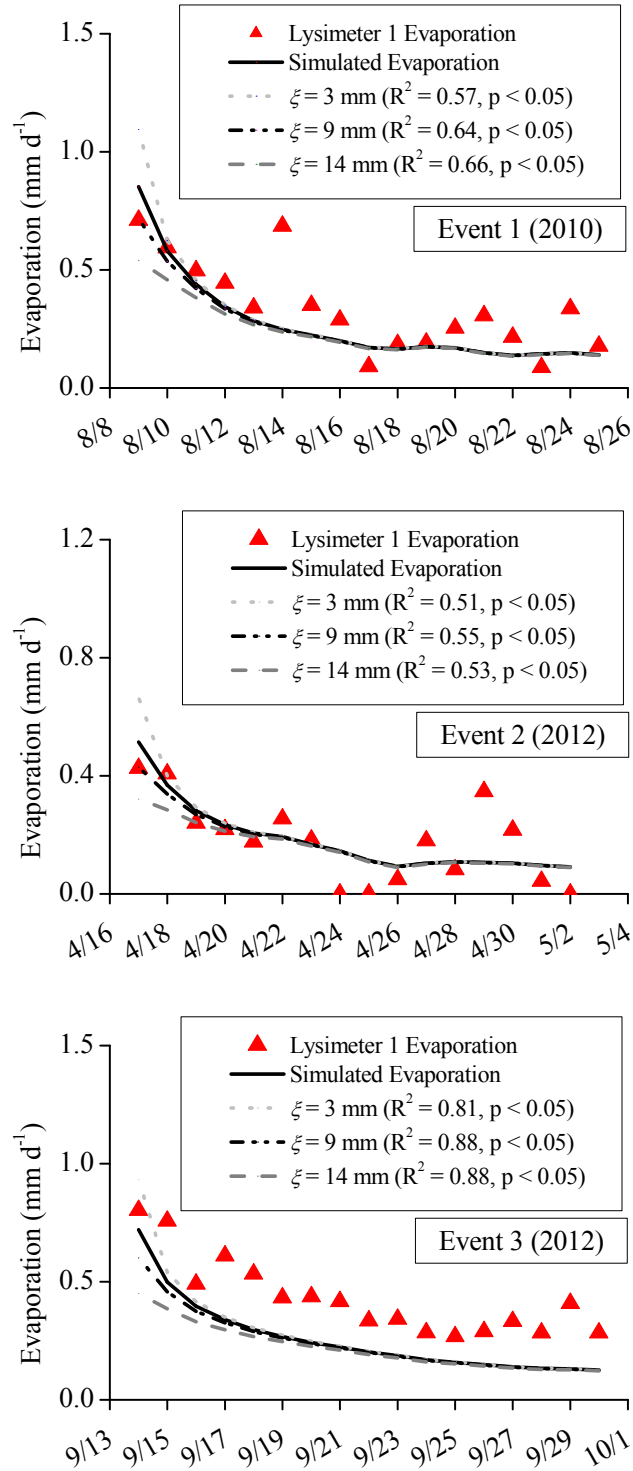 Lysimeter 1 Evaporation
Simulated Evaporation
ξ = 3 mm (R² = 0.57, p < 0.05)
ξ = 9 mm (R² = 0.64, p < 0.05)
ξ = 14 mm (R² = 0.66, p < 0.05)
Event 1 (2010)
Evaporation (mm d⁻¹)
1.5
1.0
0.5
0.0
8/8 8/10 8/12 8/14 8/16 8/18 8/20 8/22 8/24 8/26
Lysimeter 1 Evaporation
Simulated Evaporation
ξ = 3 mm (R² = 0.51, p < 0.05)
ξ = 9 mm (R² = 0.55, p < 0.05)
ξ = 14 mm (R² = 0.53, p < 0.05)
Event 2 (2012)
Evaporation (mm d⁻¹)
1.2
0.8
0.4
0.0
4/16 4/18 4/20 4/22 4/24 4/26 4/28 4/30 5/2 5/4
Lysimeter 1 Evaporation
Simulated Evaporation
ξ = 3 mm (R² = 0.81, p < 0.05)
ξ = 9 mm (R² = 0.88, p < 0.05)
ξ = 14 mm (R² = 0.88, p < 0.05)
Event 3 (2012)
Evaporation (mm d⁻¹)
1.5
1.0
0.5
0.0
9/13 9/15 9/17 9/19 9/21 9/23 9/25 9/27 9/29 10/1